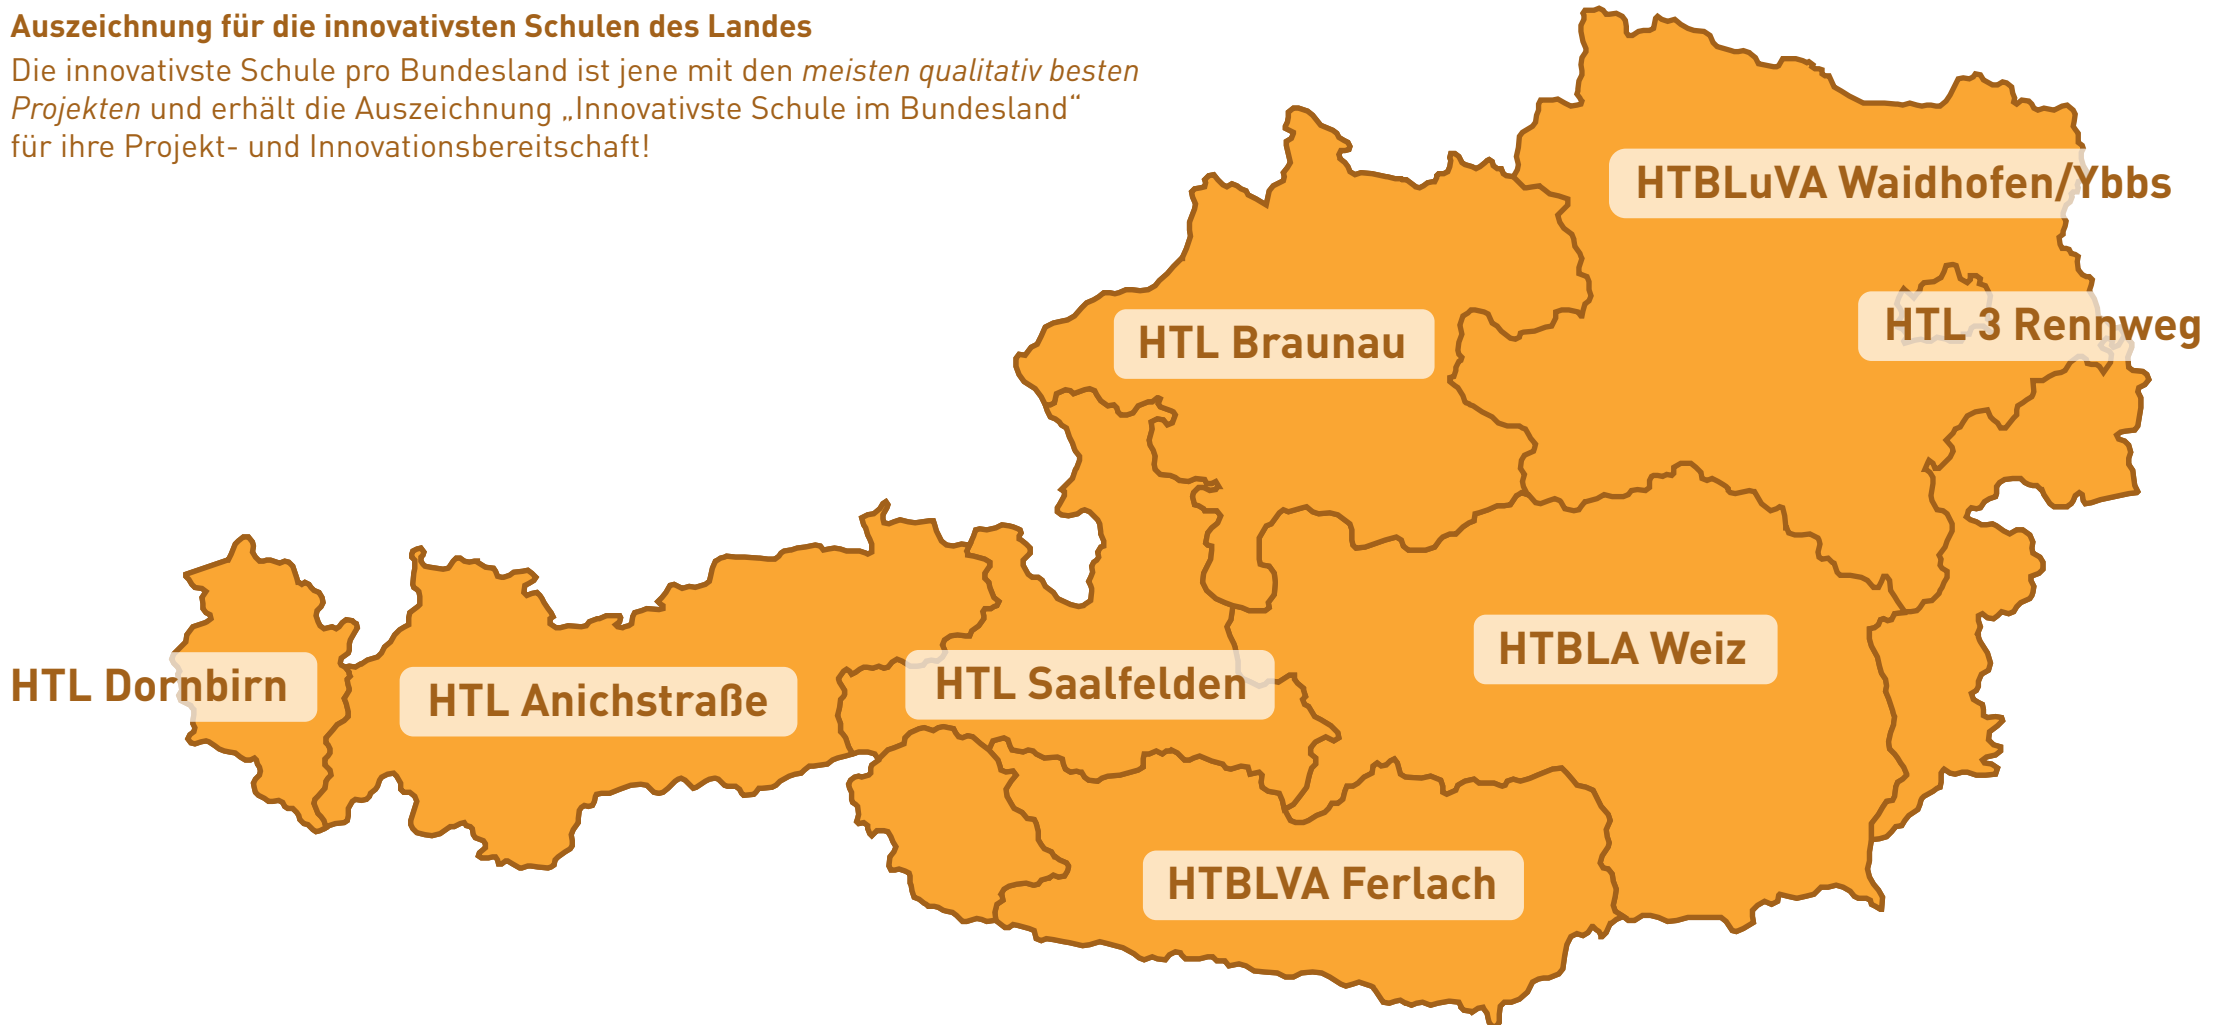 Auszeichnung für die innovativsten Schulen des Landes
Die innovativste Schule pro Bundesland ist jene mit den meisten qualitativ besten
Projekten und erhält die Auszeichnung „Innovativste Schule im Bundesland“
für ihre Projekt- und Innovationsbereitschaft!
HTBLuVA Waidhofen/Ybbs
HTL 3 Rennweg
HTL Braunau
HTBLA Weiz
HTL Dornbirn
HTL Anichstraße
HTL Saalfelden
HTBLVA Ferlach